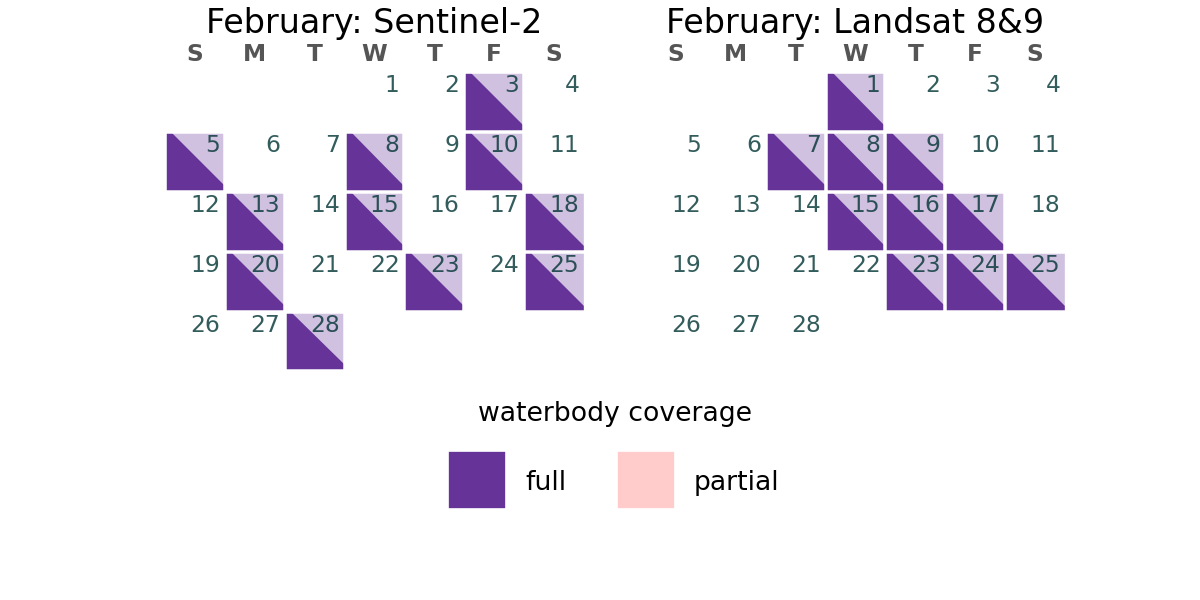 February: Sentinel-2
S M T W T F S
1 2 3 4
5 6 7 8 9 10 11
12 13 14 15 16 17 18
19 20 21 22 23 24 25
26 27 28
February: Landsat 8&9
S M T W T F S
1 2 3 4
5 6 7 8 9 10 11
12 13 14 15 16 17 18
19 20 21 22 23 24 25
26 27 28
waterbody coverage
full partial